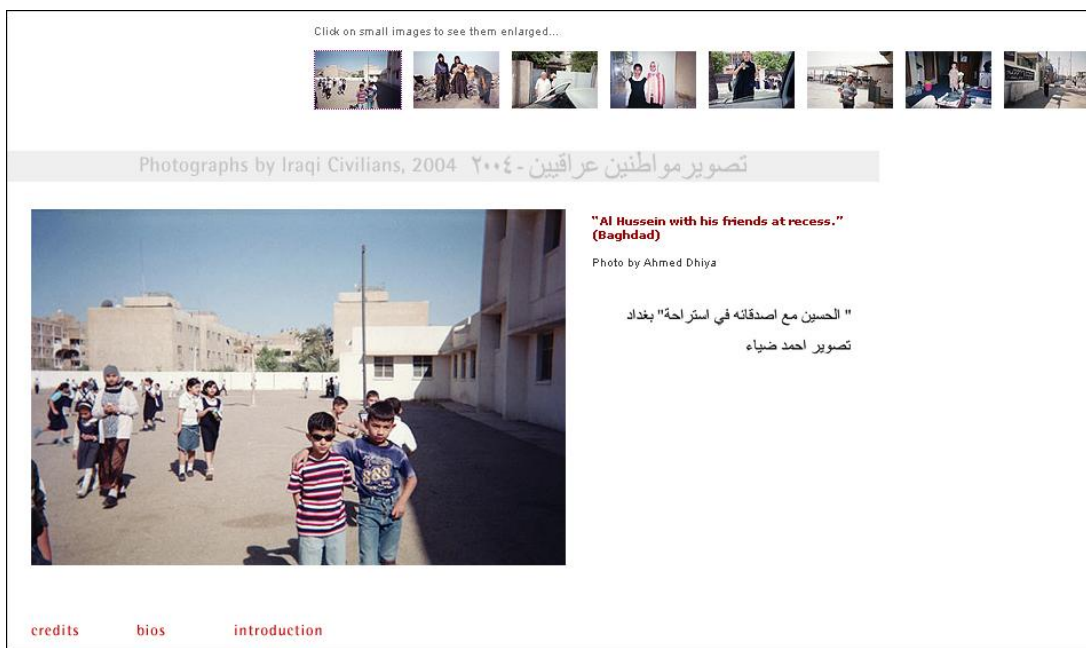 Click on small images to see them enlarged...
Photographs by Iraqi Civilians, 2004 تصوير مواطنين عراقيين - ٢٠٠٤
"Al Hussein with his friends at recess."
(Baghdad)
Photo by Ahmed Dhiya
" الحسين مع اصدقائه في استراحة" بغداد
تصوير احمد ضياء
credits bios introduction